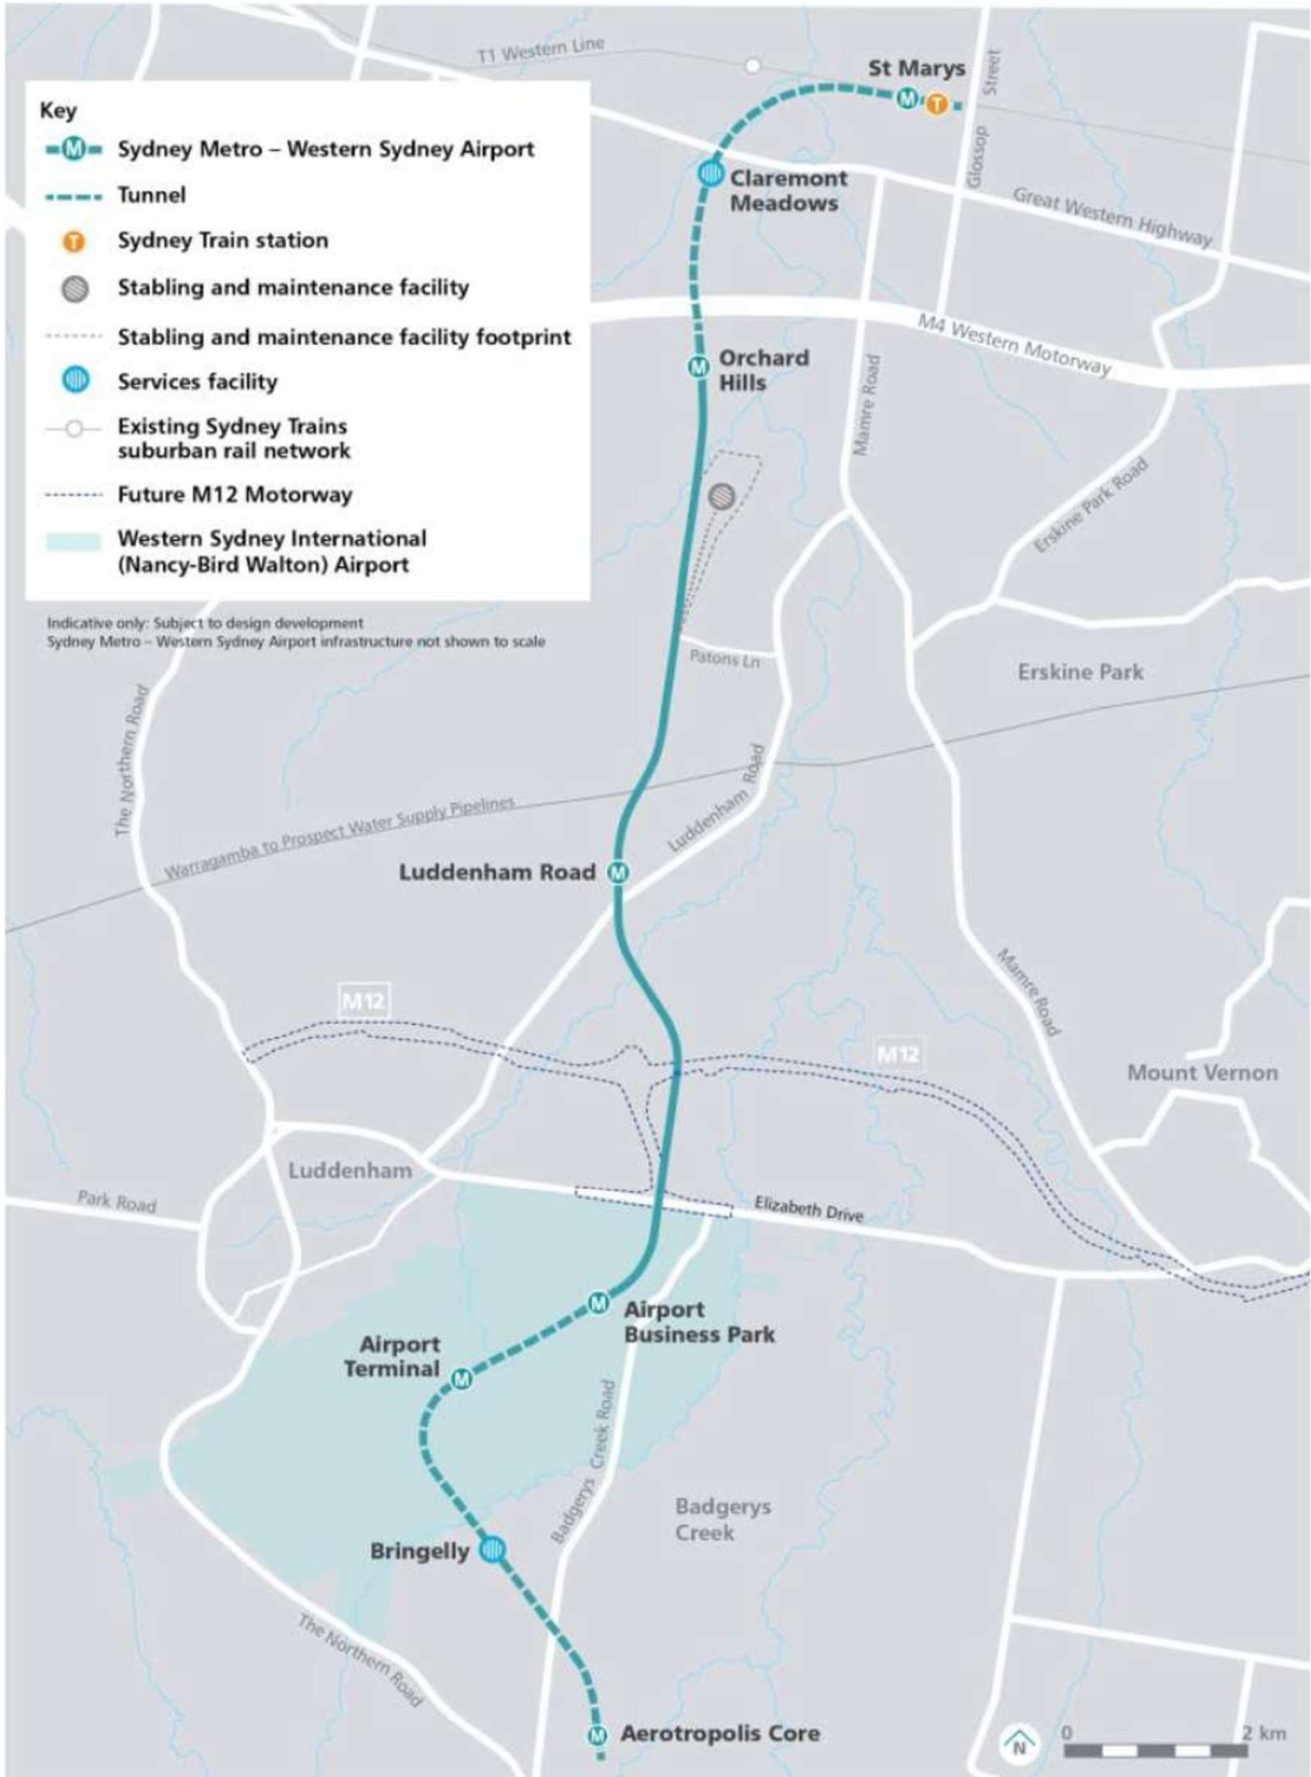 T1 Western Line
St Marys
M
T
Glossop Street
Key
M
Sydney Metro – Western Sydney Airport
Tunnel
T
Sydney Train station
Stabling and maintenance facility
Stabling and maintenance facility footprint
Services facility
Existing Sydney Trains
suburban rail network
Future M12 Motorway
Western Sydney International
(Nancy-Bird Walton) Airport
Indicative only: Subject to design development
Sydney Metro – Western Sydney Airport infrastructure not shown to scale
Claremont
Meadows
Great Western Highway
M4 Western Motorway
M
Orchard
Hills
Mamre Road
Erskine Park Road
Patons Ln
Erskine Park
The Northern Road
Luddenham Road
Warragamba to Prospect Water Supply Pipelines
Luddenham Road
M
Mamre Road
M12
M12
Mount Vernon
Luddenham
Park Road
Elizabeth Drive
M
Airport
Business Park
Airport
Terminal
M
Badgerys Creek Road
Badgerys
Creek
Bringelly
The Northern Road
M
Aerotropolis Core
N
0
2 km